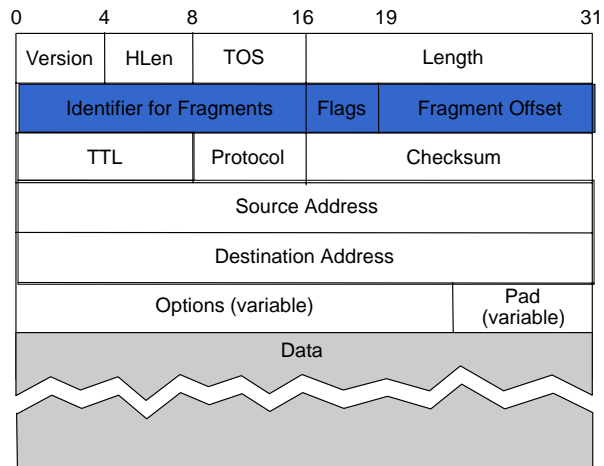 0 4 8 16 19 31
Version HLen TOS Length
Identifier for Fragments Flags Fragment Offset
TTL Protocol Checksum
Source Address
Destination Address
Options (variable) Pad
(variable)
Data